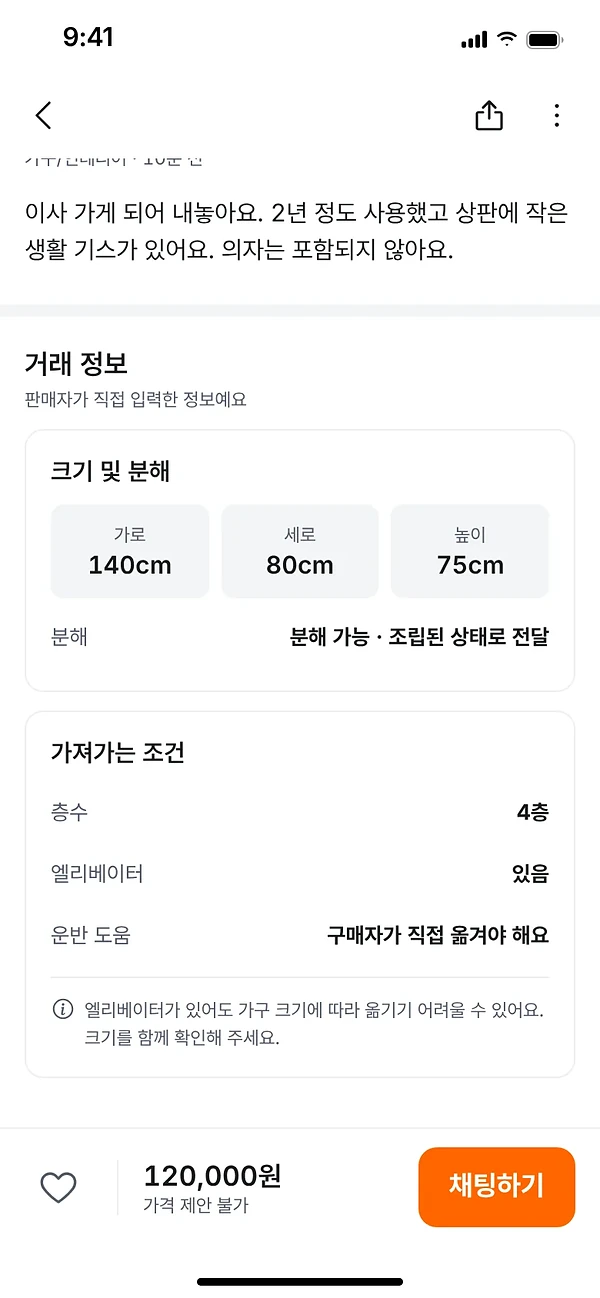 9:41
이사 가게 되어 내놓아요. 2년 정도 사용했고 상판에 작은
생활 기스가 있어요. 의자는 포함되지 않아요.
거래 정보
판매자가 직접 입력한 정보예요
크기 및 분해
가로
140cm
세로
80cm
높이
75cm
분해
분해 가능 · 조립된 상태로 전달
가져가는 조건
층수
4층
엘리베이터
있음
운반 도움
구매자가 직접 옮겨야 해요
엘리베이터가 있어도 가구 크기에 따라 옮기기 어려울 수 있어요.
크기를 함께 확인해 주세요.
120,000원
가격 제안 불가
채팅하기